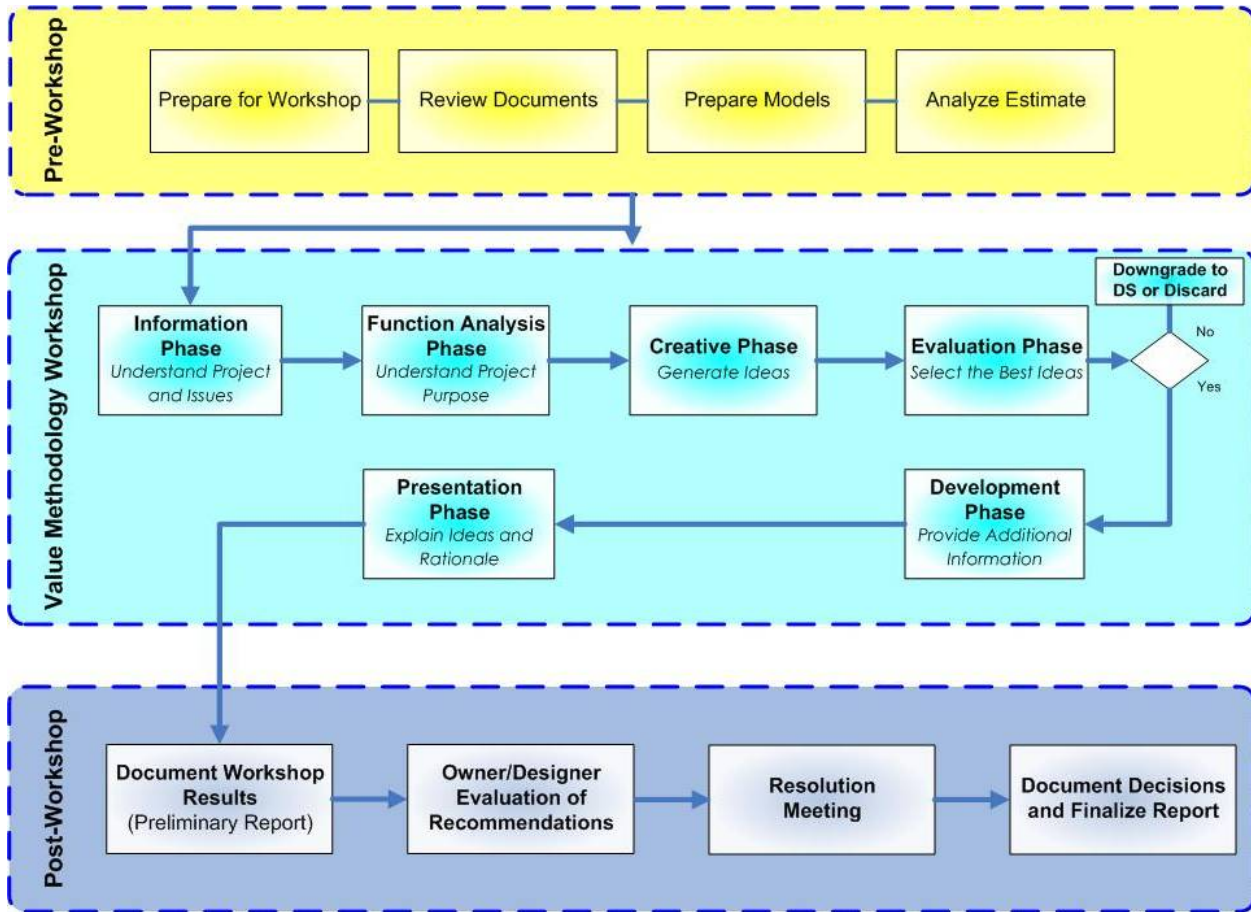 Pre-Workshop
Prepare for Workshop
Review Documents
Prepare Models
Analyze Estimate
Value Methodology Workshop
Information
Phase
Understand Project
and Issues
Function Analysis
Phase
Understand Project
Purpose
Creative Phase
Generate Ideas
Evaluation Phase
Select the Best Ideas
Downgrade to
DS or Discard
No
Yes
Development
Phase
Provide Additional
Information
Presentation
Phase
Explain Ideas and
Rationale
Post-Workshop
Document Workshop
Results
(Preliminary Report)
Owner/Designer
Evaluation of
Recommendations
Resolution
Meeting
Document Decisions
and Finalize Report